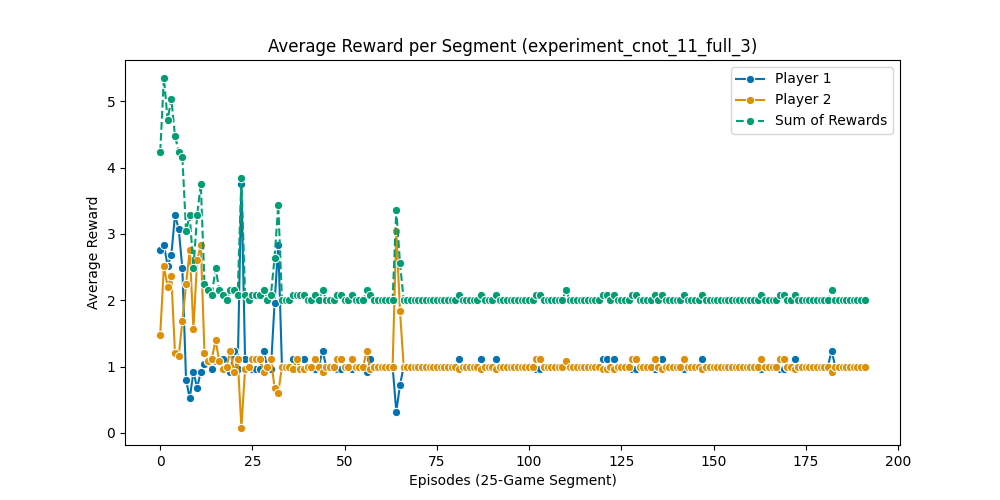 Average Reward per Segment (experiment_cnot_11_full_3)
Player 1
Player 2
Sum of Rewards
Average Reward
5
4
3
2
1
0
0 25 50 75 100 125 150 175 200
Episodes (25-Game Segment)